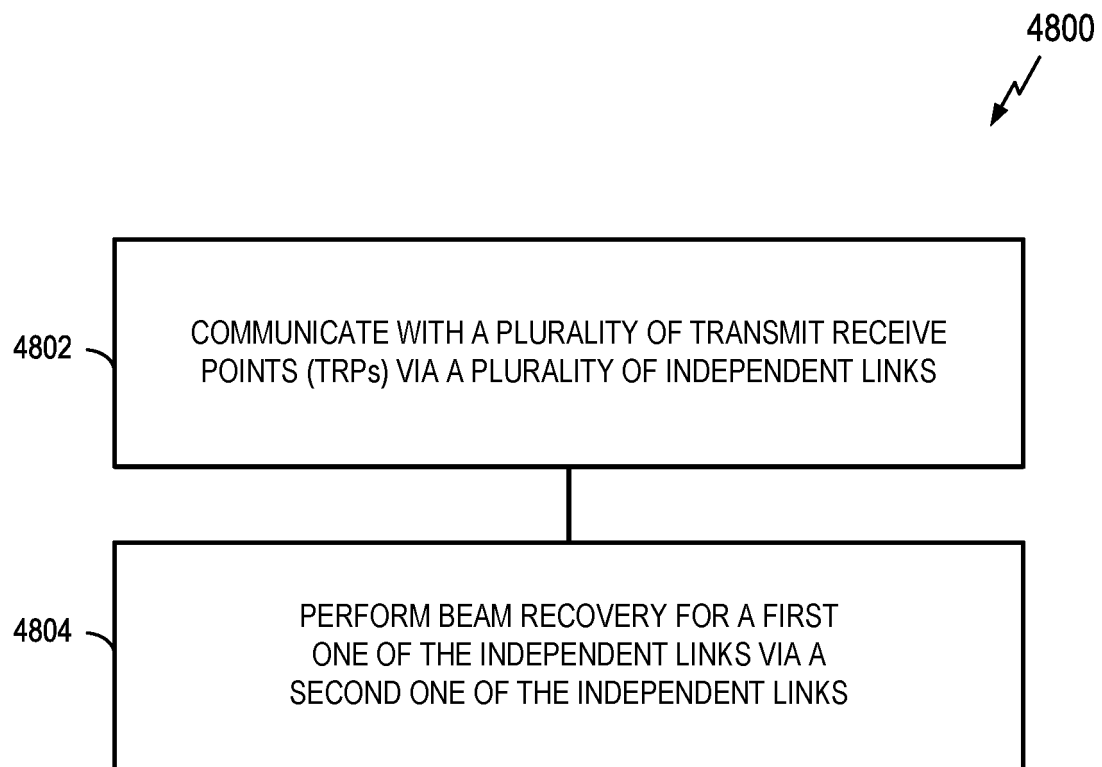 4800
4802
COMMUNICATE WITH A PLURALITY OF TRANSMIT RECEIVE
POINTS (TRPs) VIA A PLURALITY OF INDEPENDENT LINKS
4804
PERFORM BEAM RECOVERY FOR A FIRST
ONE OF THE INDEPENDENT LINKS VIA A
SECOND ONE OF THE INDEPENDENT LINKS